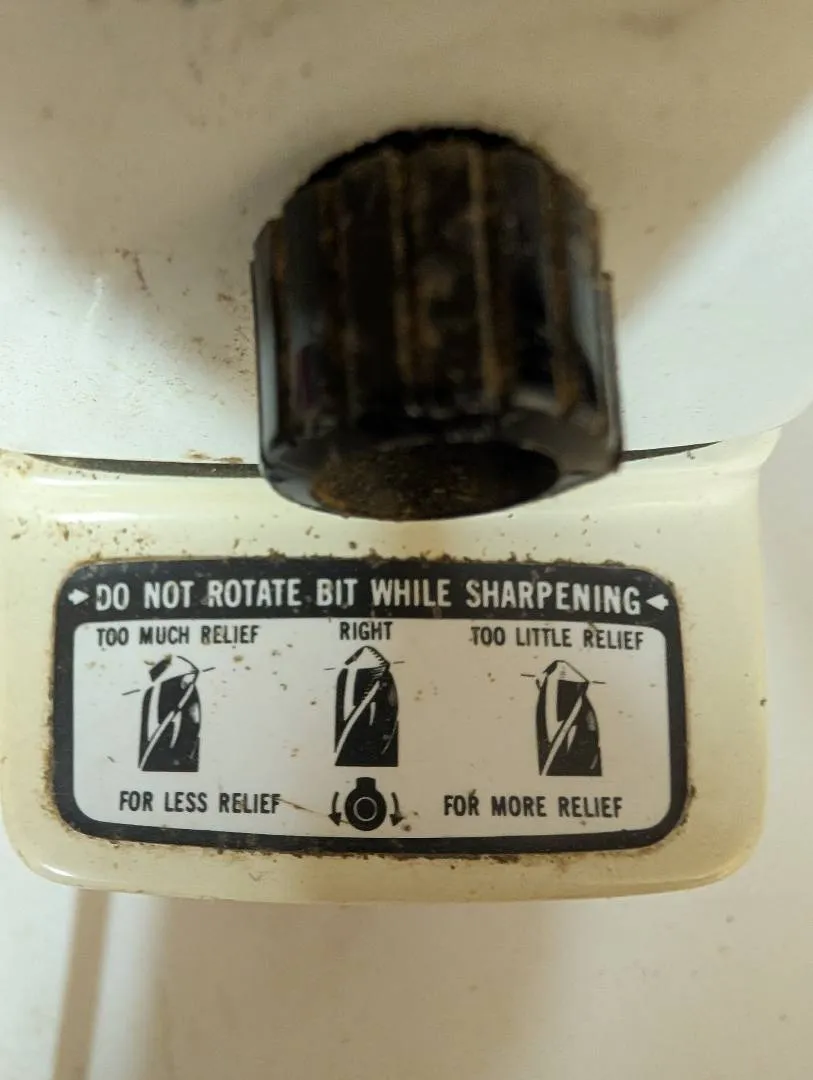 DO NOT ROTATE BIT WHILE SHARPENING
TOO MUCH RELIEF RIGHT TOO LITTLE RELIEF
FOR LESS RELIEF FOR MORE RELIEF